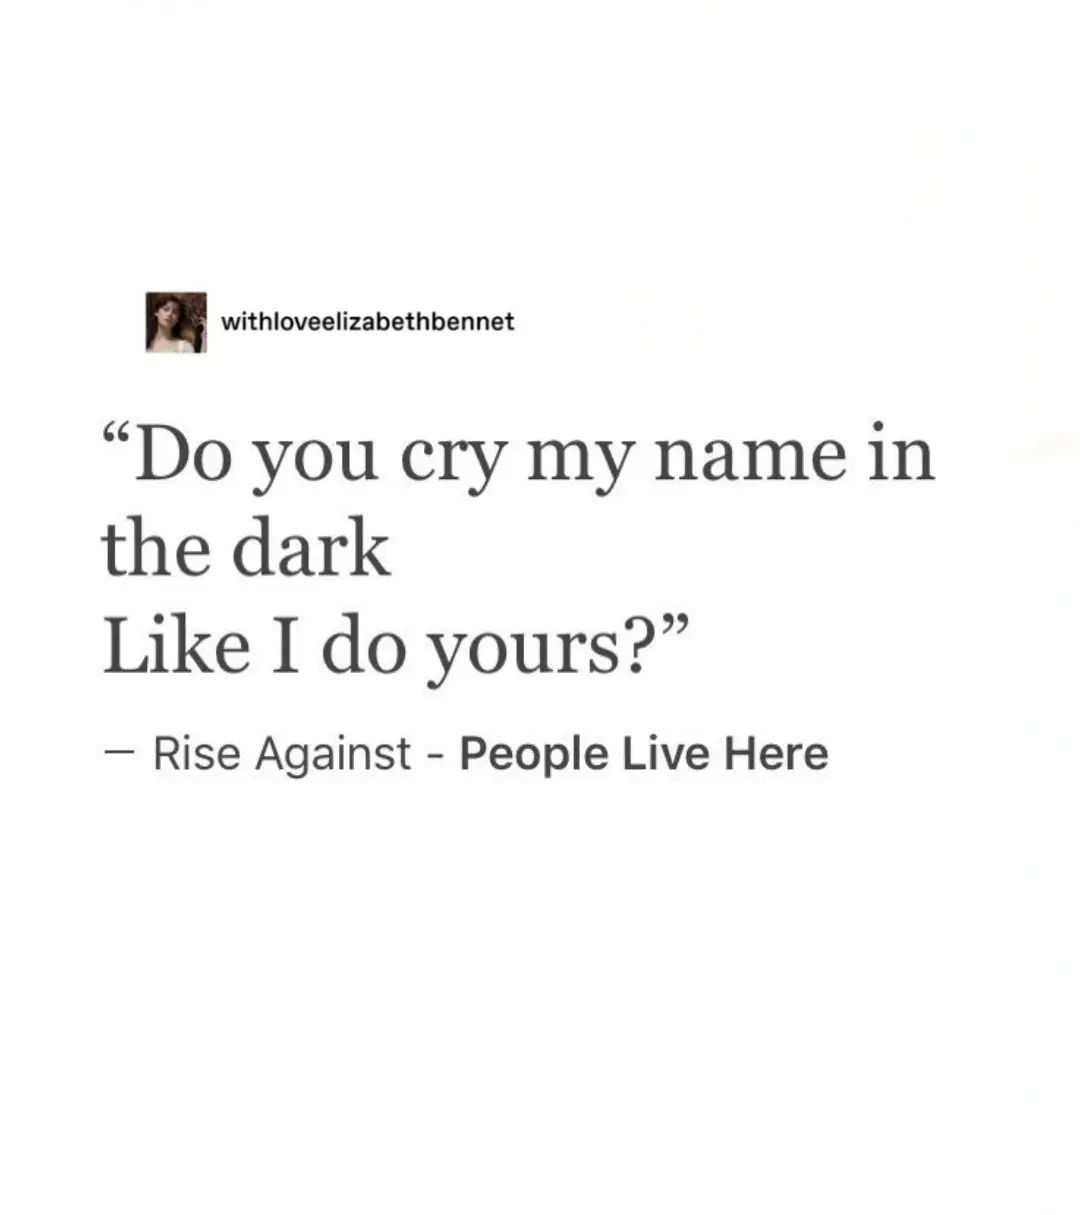 withloveelizabethbennet
“Do you cry my name in
the dark
Like I do yours?”
— Rise Against - People Live Here